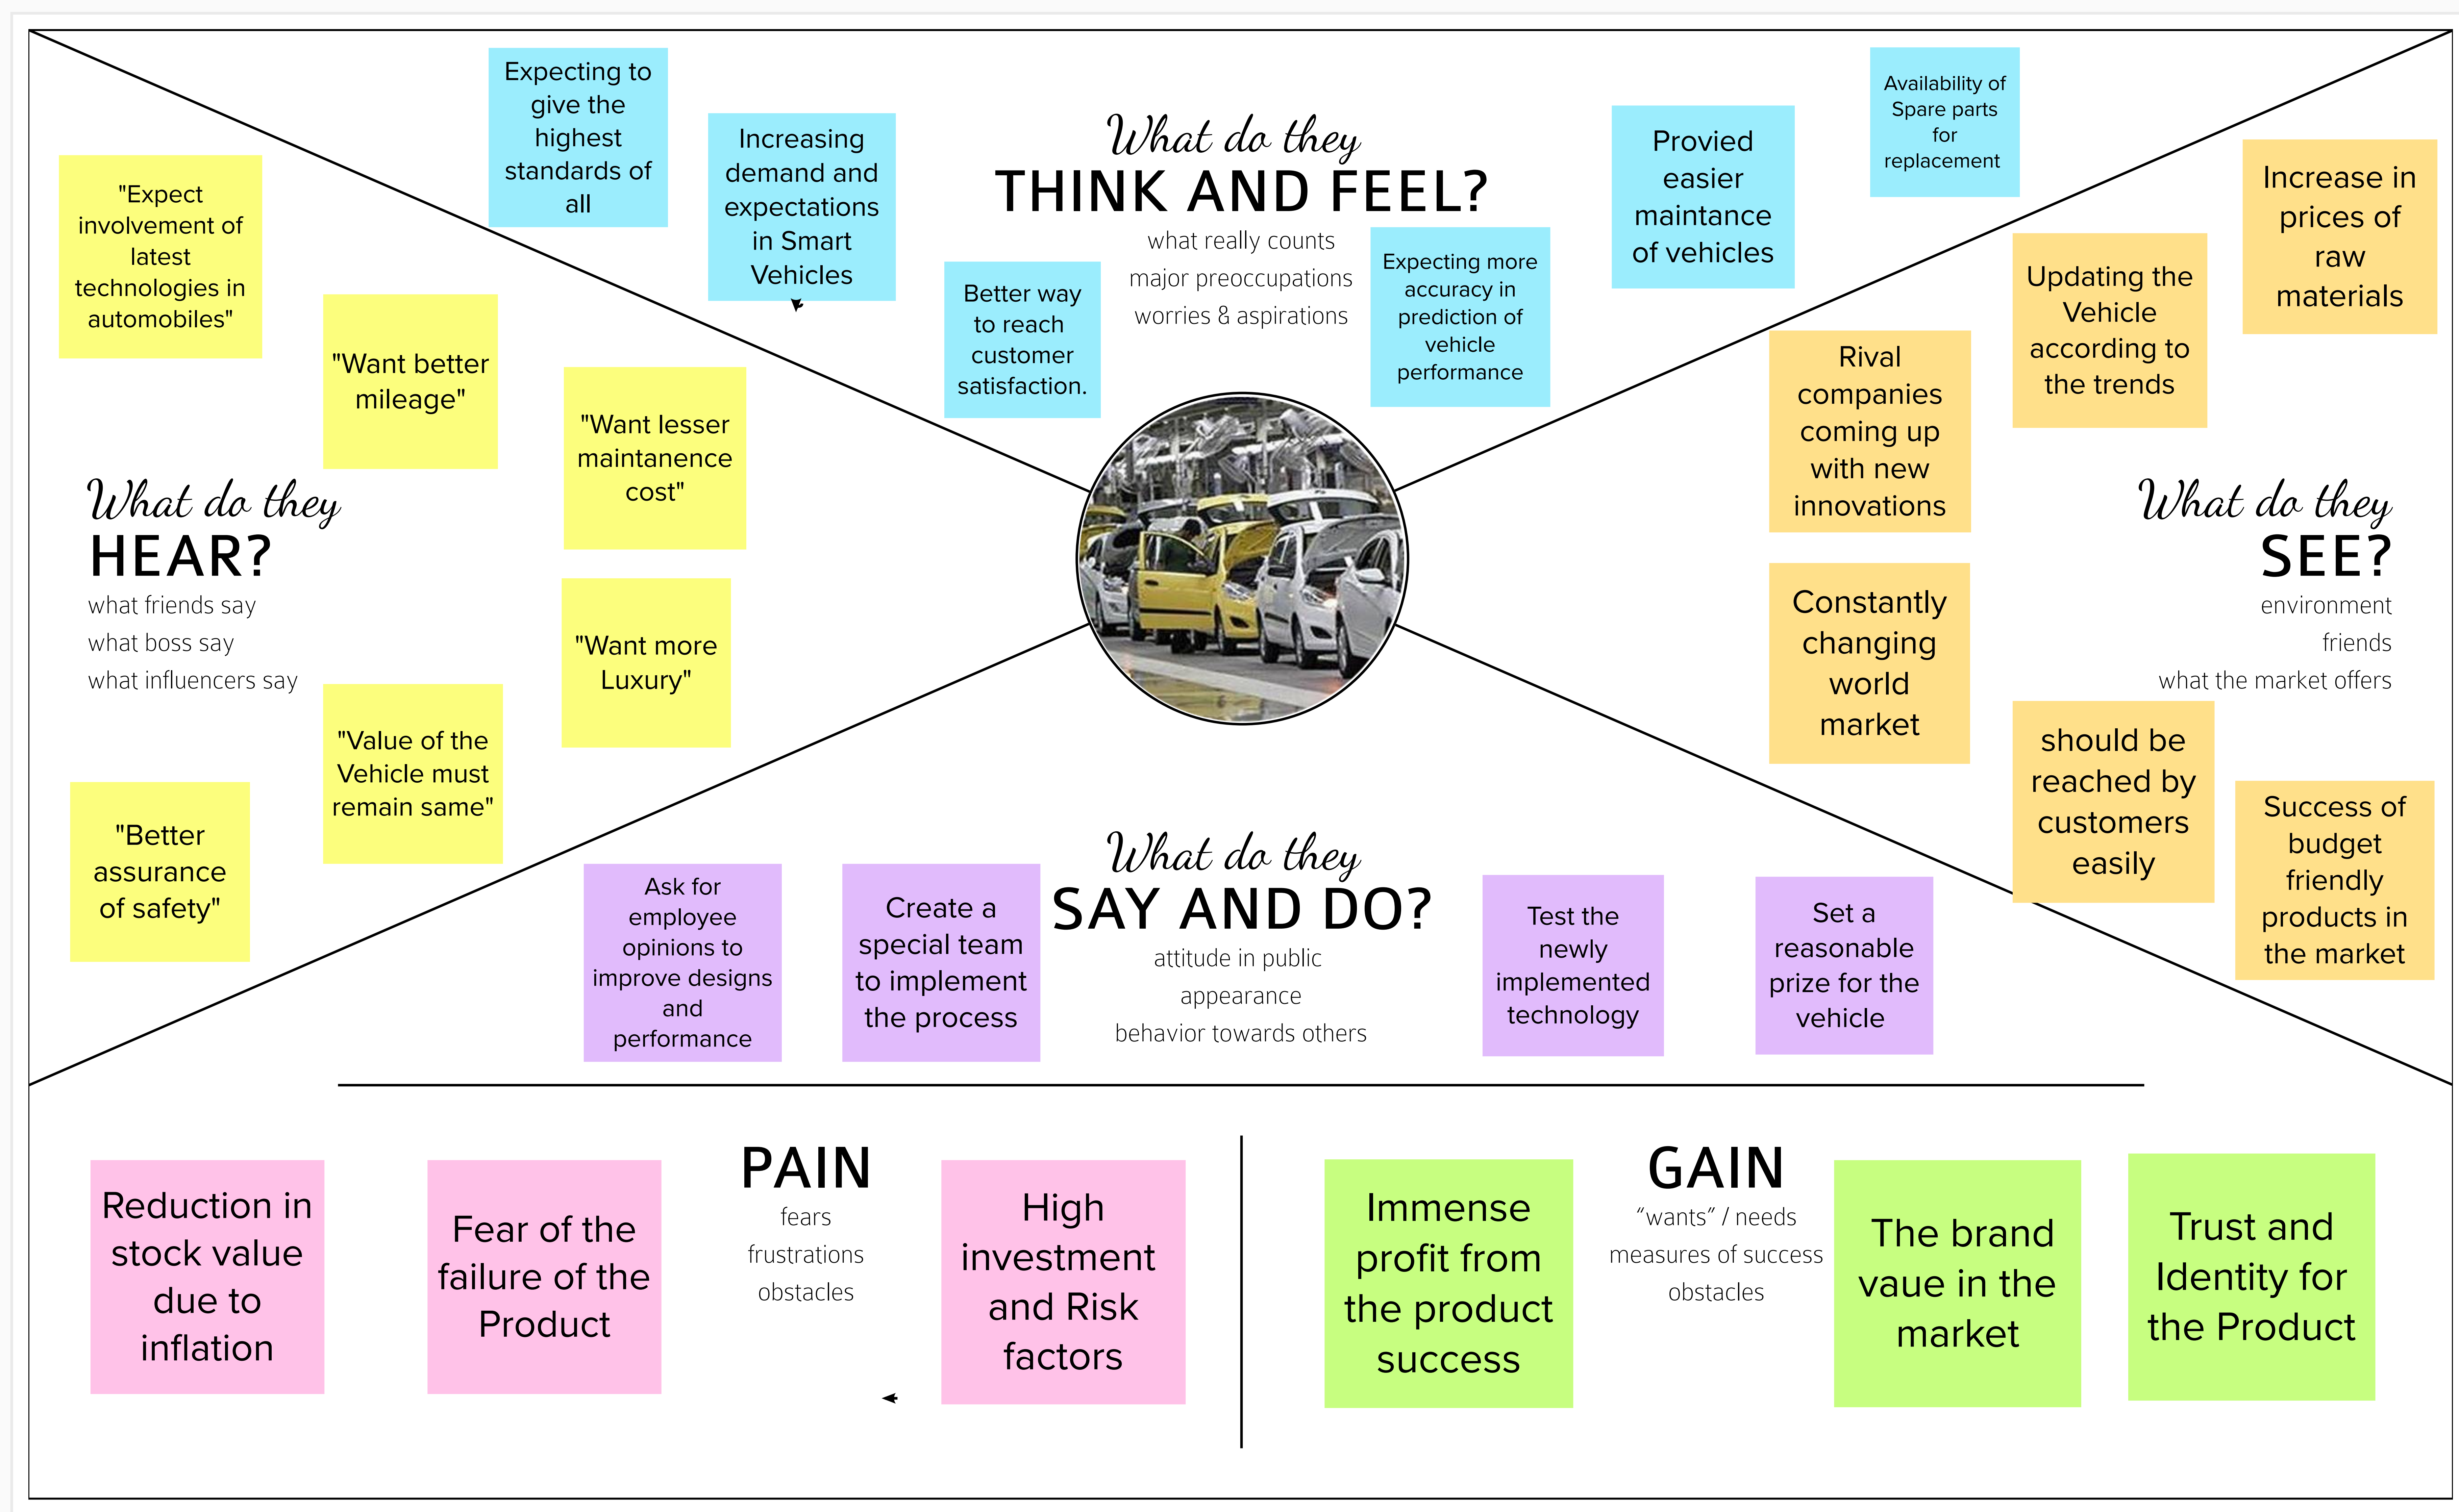 What do they
THINK AND FEEL?
what really counts
major preoccupations
worries & aspirations
Expecting to
give the
highest
standards of
all
Increasing
demand and
expectations
in Smart
Vehicles
Better way
to reach
customer
satisfaction.
Expecting more
accuracy in
prediction of
vehicle
performance
Provied
easier
maintance
of vehicles
Availability of
Spare parts
for
replacement
What do they
HEAR?
what friends say
what boss say
what influencers say
"Expect
involvement of
latest
technologies in
automobiles"
"Want better
mileage"
"Want lesser
maintanence
cost"
"Want more
Luxury"
"Value of the
Vehicle must
remain same"
"Better
assurance
of safety"
What do they
SEE?
environment
friends
what the market offers
Increase in
prices of
raw
materials
Updating the
Vehicle
according to
the trends
Rival
companies
coming up
with new
innovations
Constantly
changing
world
market
should be
reached by
customers
easily
Success of
budget
friendly
products in
the market
What do they
SAY AND DO?
attitude in public
appearance
behavior towards others
Ask for
employee
opinions to
improve designs
and
performance
Create a
special team
to implement
the process
Test the
newly
implemented
technology
Set a
reasonable
prize for the
vehicle
PAIN
fears
frustrations
obstacles
Reduction in
stock value
due to
inflation
Fear of the
failure of the
Product
High
investment
and Risk
factors
GAIN
“wants” / needs
measures of success
obstacles
Immense
profit from
the product
success
The brand
vaue in the
market
Trust and
Identity for
the Product